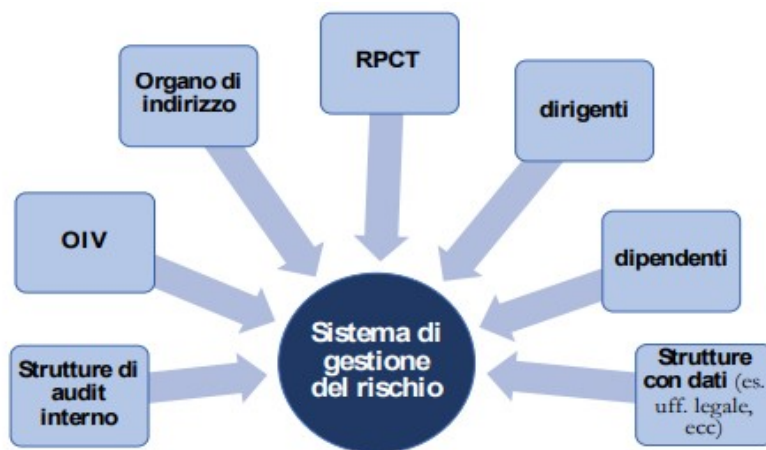 RPCT
Organo di
indirizzo
dirigenti
OIV
dipendenti
Sistema di
gestione
del rischio
Strutture di
audit
interno
Strutture
con dati (es.
uff. legale,
ecc)